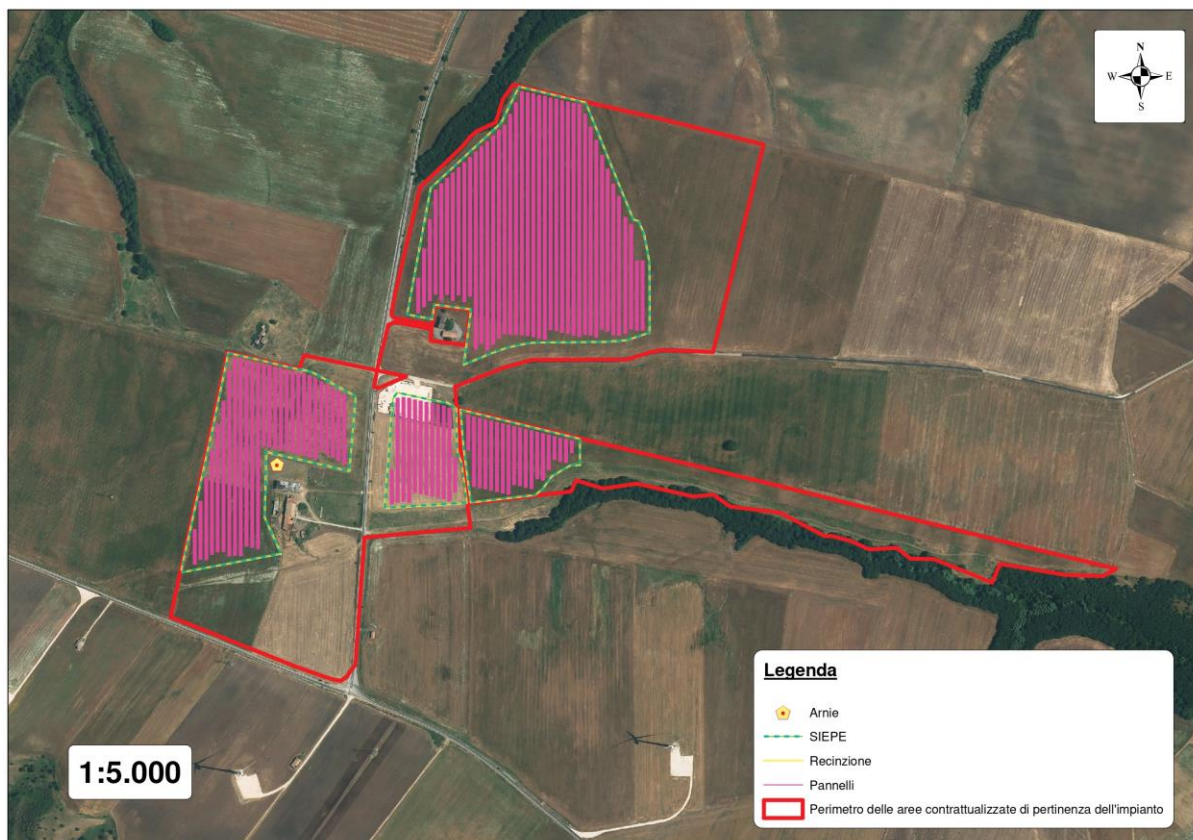 N
W E
S
Legenda
Arnie
SIEPE
Recinzione
Pannelli
Perimetro delle aree contrattualizzate di pertinenza dell'impianto
1:5.000